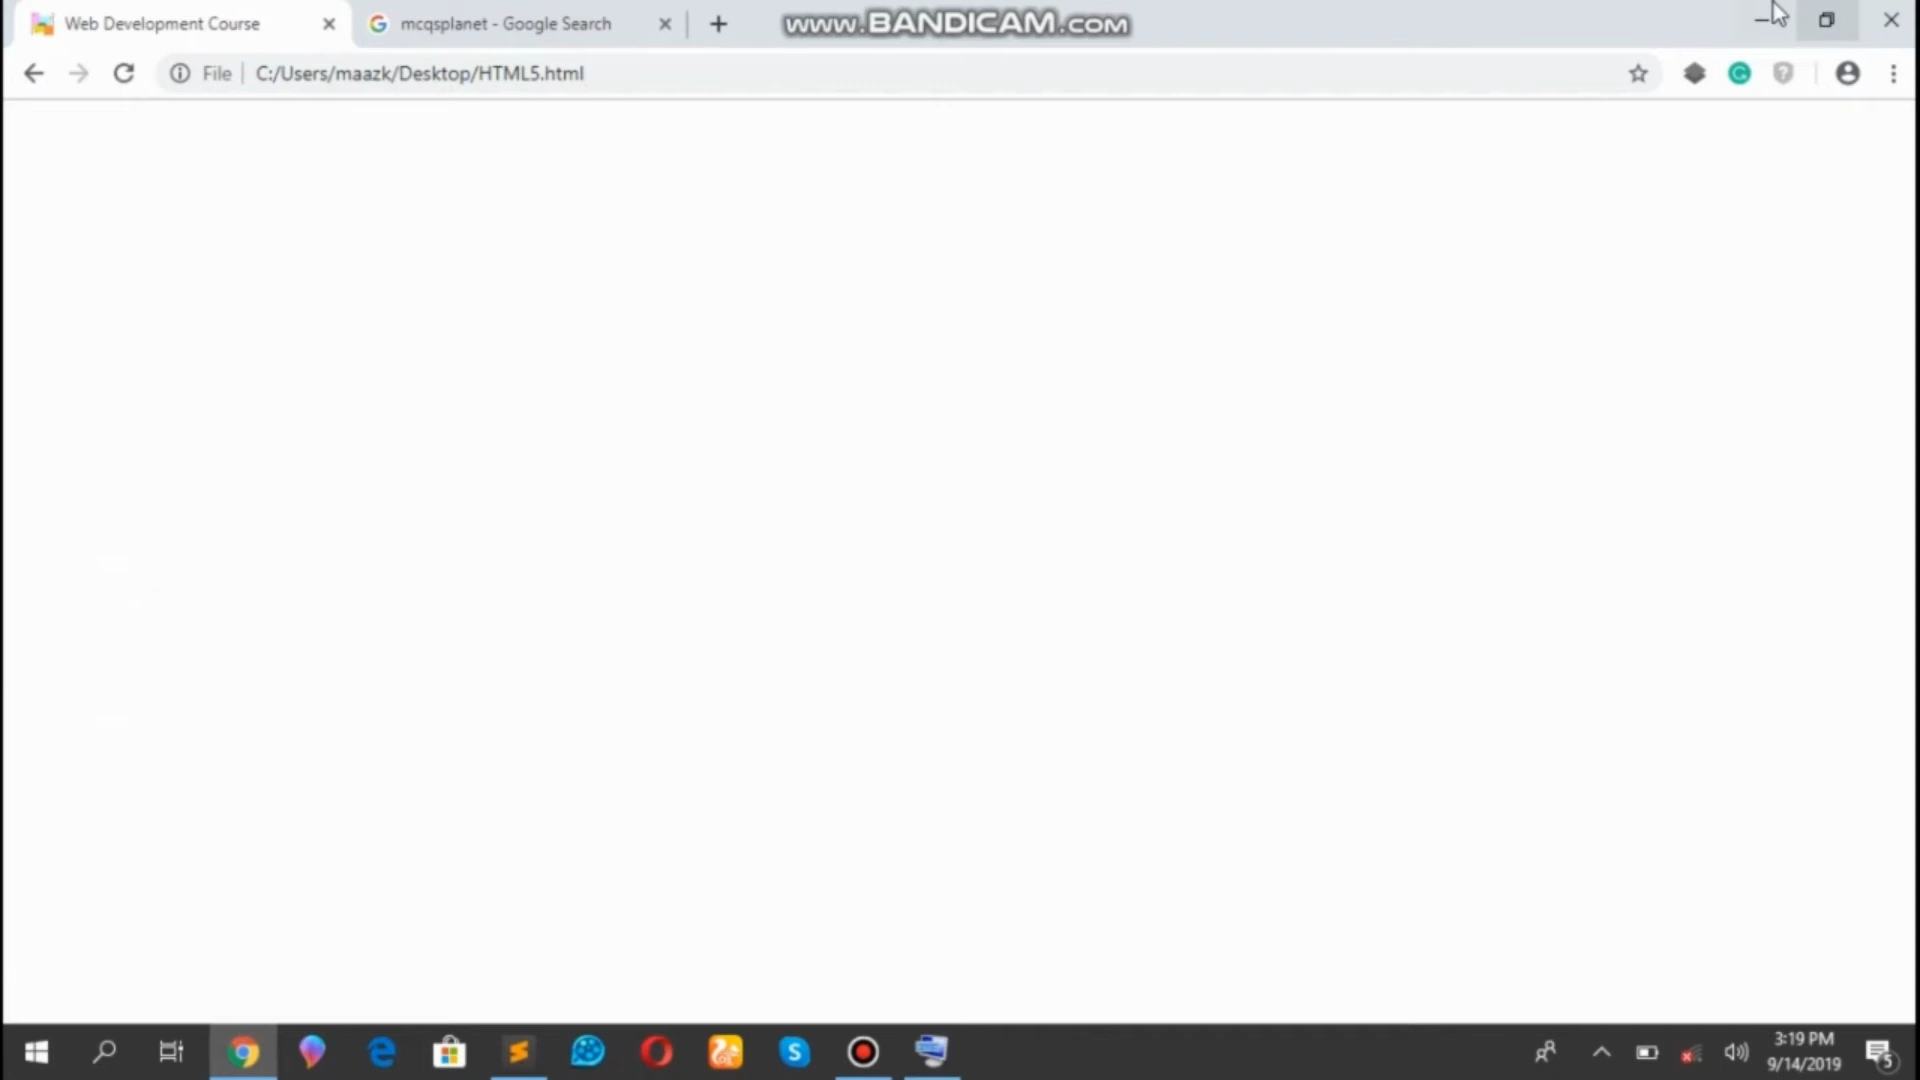 Web Development Course
mcqsplanet - Google Search
www.BANDICAM.com
File
C:/Users/maazk/Desktop/HTML5.html
3:19 PM
9/14/2019
5